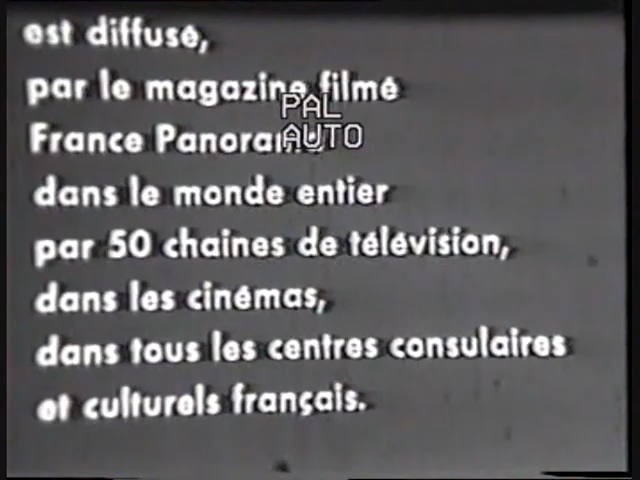 est diffusé,
par le magazine filmé
PAL
France Panorama
AUTO
dans le monde entier
par 50 chaines de télévision,
dans les cinémas,
dans tous les centres consulaires
et culturels français.